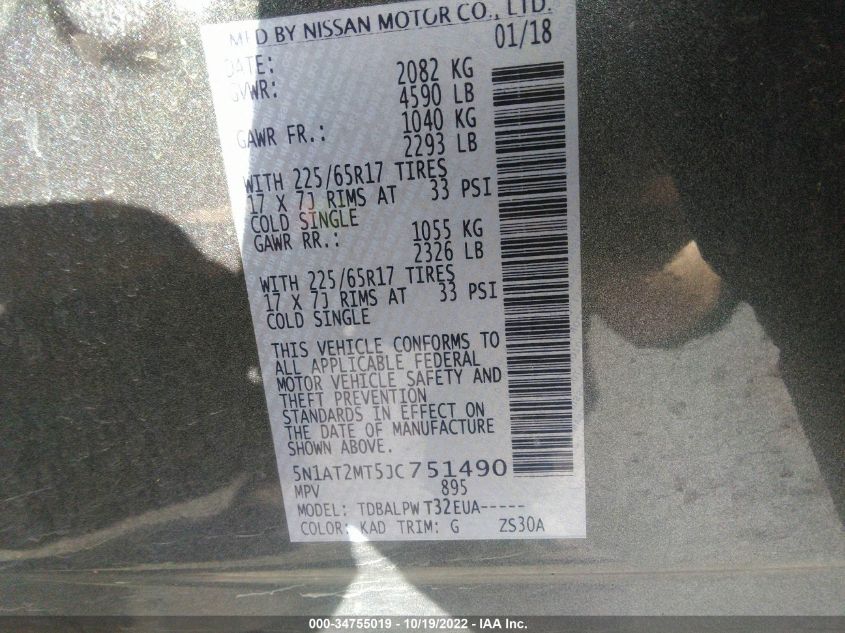 MFD BY NISSAN MOTOR CO., LTD.
DATE: 01/18
GVWR: 2082 KG
4590 LB
GAWR FR.: 1040 KG
2293 LB
WITH 225/65R17 TIRES
17 X 7J RIMS AT 33 PSI
COLD SINGLE
GAWR RR.: 1055 KG
2326 LB
WITH 225/65R17 TIRES
17 X 7J RIMS AT 33 PSI
COLD SINGLE
THIS VEHICLE CONFORMS TO
ALL APPLICABLE FEDERAL
MOTOR VEHICLE SAFETY AND
THEFT PREVENTION
STANDARDS IN EFFECT ON
THE DATE OF MANUFACTURE
SHOWN ABOVE.
5N1AT2MT5JC751490
MPV 895
MODEL: TDBALPW T32EUA-----
COLOR: KAD TRIM: G ZS30A
000-34755019 - 10/19/2022 - IAA Inc.